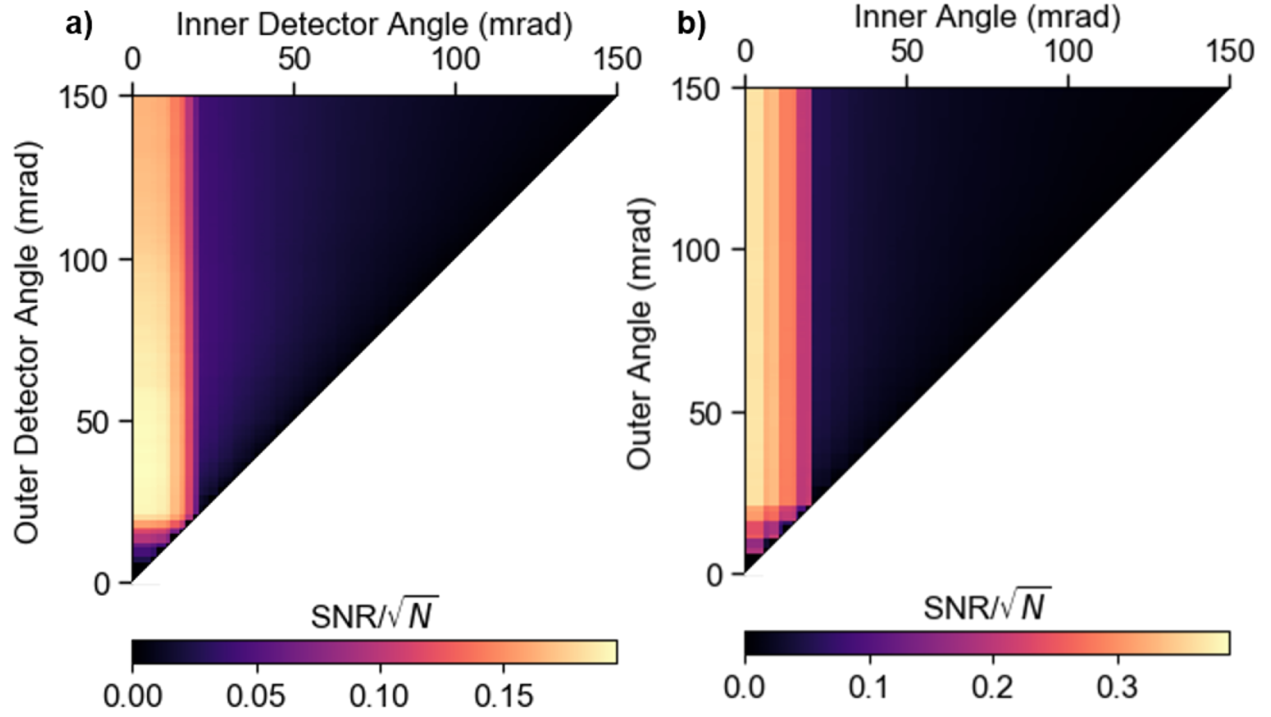 a)
Inner Detector Angle (mrad)
0 50 100 150
Outer Detector Angle (mrad)
150
100
50
0
SNR/√N
0.00 0.05 0.10 0.15
b)
Inner Angle (mrad)
0 50 100 150
Outer Angle (mrad)
150
100
50
0
SNR/√N
0.0 0.1 0.2 0.3